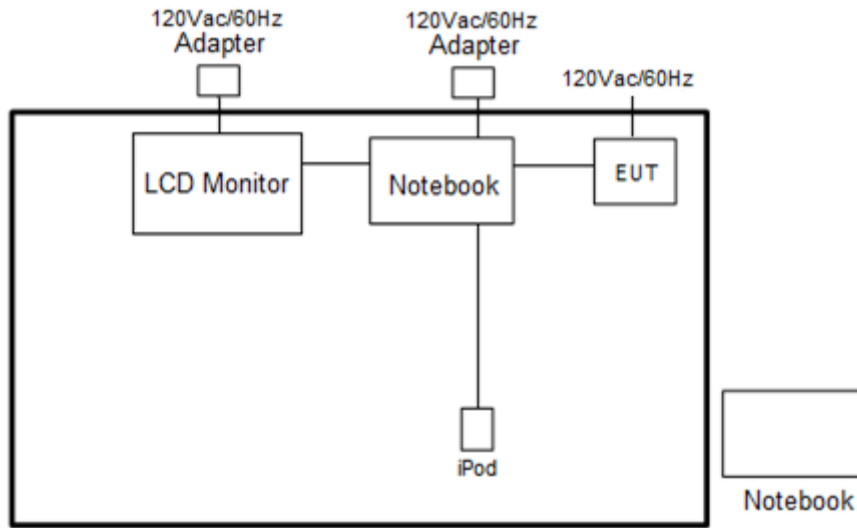 120Vac/60Hz
Adapter
120Vac/60Hz
Adapter
120Vac/60Hz
LCD Monitor
Notebook
EUT
iPod
Notebook